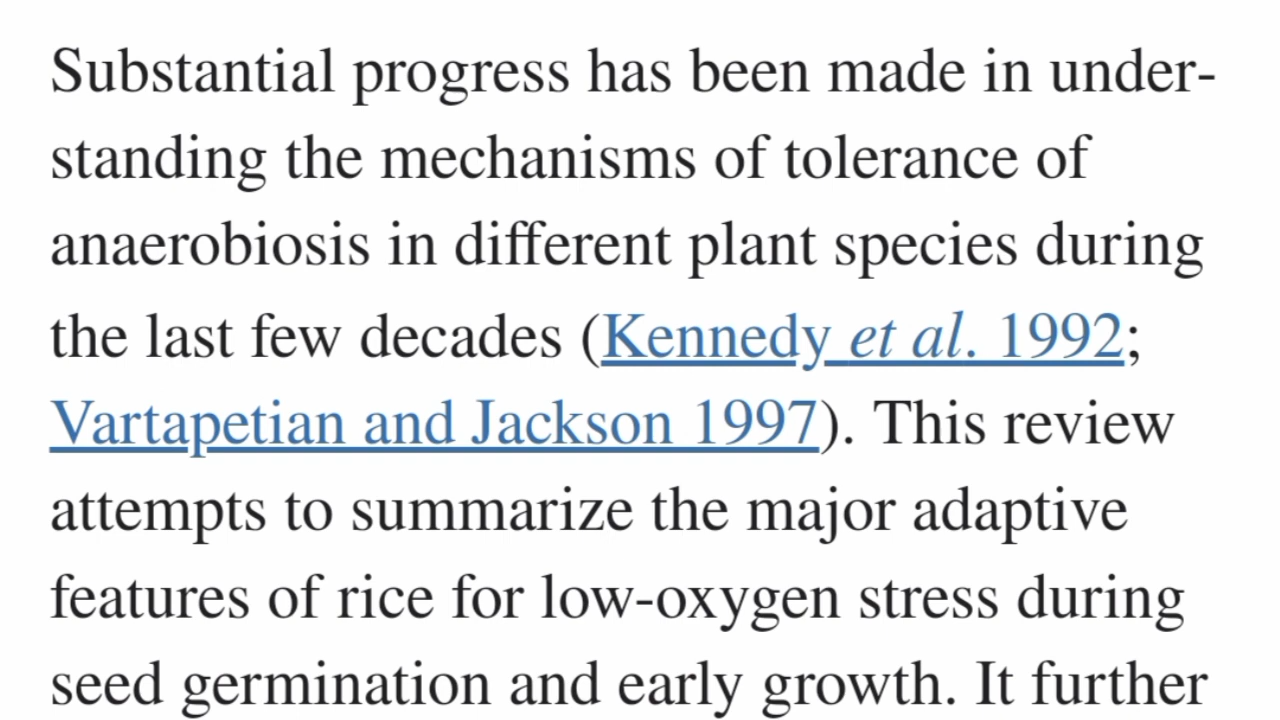 Substantial progress has been made in under-
standing the mechanisms of tolerance of
anaerobiosis in different plant species during
the last few decades (Kennedy et al. 1992;
Vartapetian and Jackson 1997). This review
attempts to summarize the major adaptive
features of rice for low-oxygen stress during
seed germination and early growth. It further